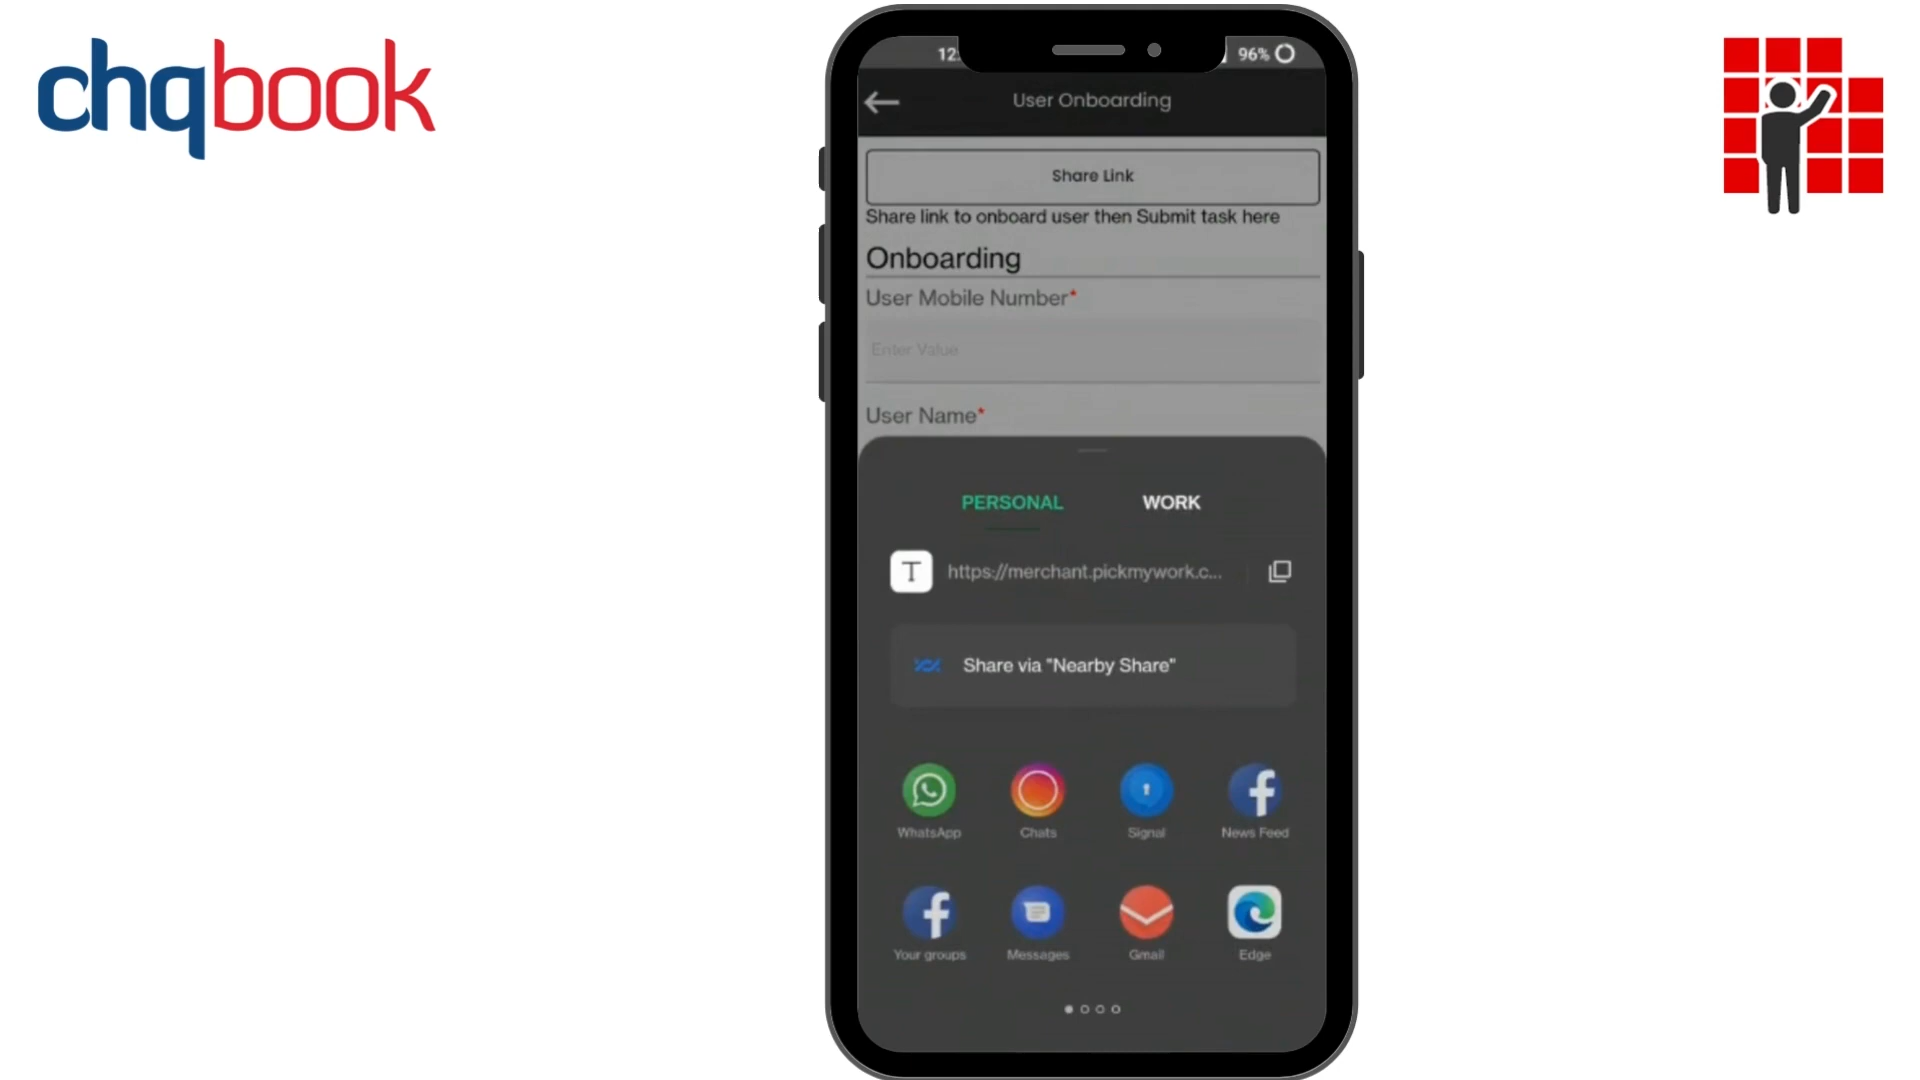 chqbook
12:
96%
User Onboarding
Share Link
Share link to onboard user then Submit task here
Onboarding
User Mobile Number*
Enter Value
User Name*
PERSONAL
WORK
T
https://merchant.pickmywork.c...
Share via "Nearby Share"
WhatsApp
Chats
Signal
News Feed
Your groups
Messages
Gmail
Edge